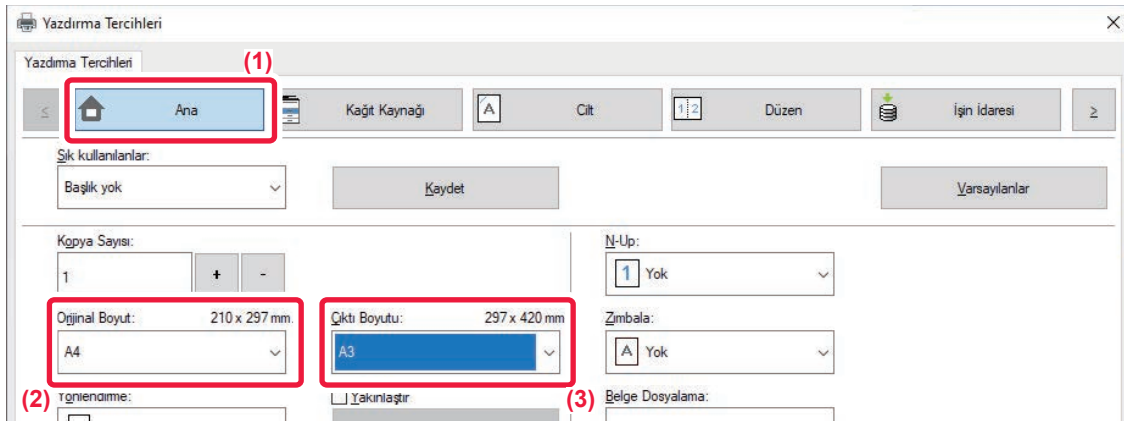 Yazdırma Tercihleri
Yazdırma Tercihleri
(1)
≤ Ana Kağıt Kaynağı A Cilt 1 2 Düzen İşin İdaresi ≥
Sık kullanılanlar:
Başlık yok Kaydet Varsayılanlar
Kopya Sayısı: N-Up:
1 + - 1 Yok
Orijinal Boyut: 210 x 297 mm. Çıktı Boyutu: 297 x 420 mm Zımbala:
A4 A3 A Yok
(2) Yönlendirme: Yakınlaştır (3) Belge Dosyalama: